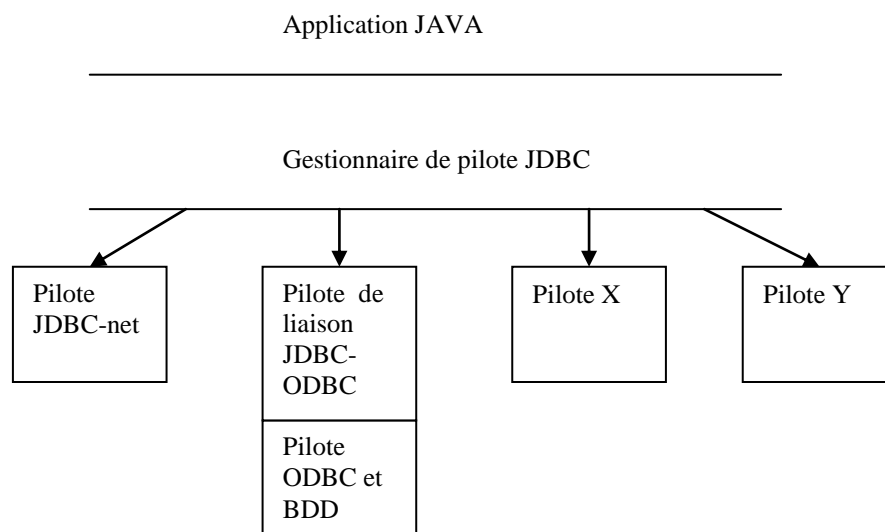 Application JAVA
Gestionnaire de pilote JDBC
Pilote
JDBC-net
Pilote de
liaison
JDBC-
ODBC
Pilote X
Pilote Y
Pilote
ODBC et
BDD